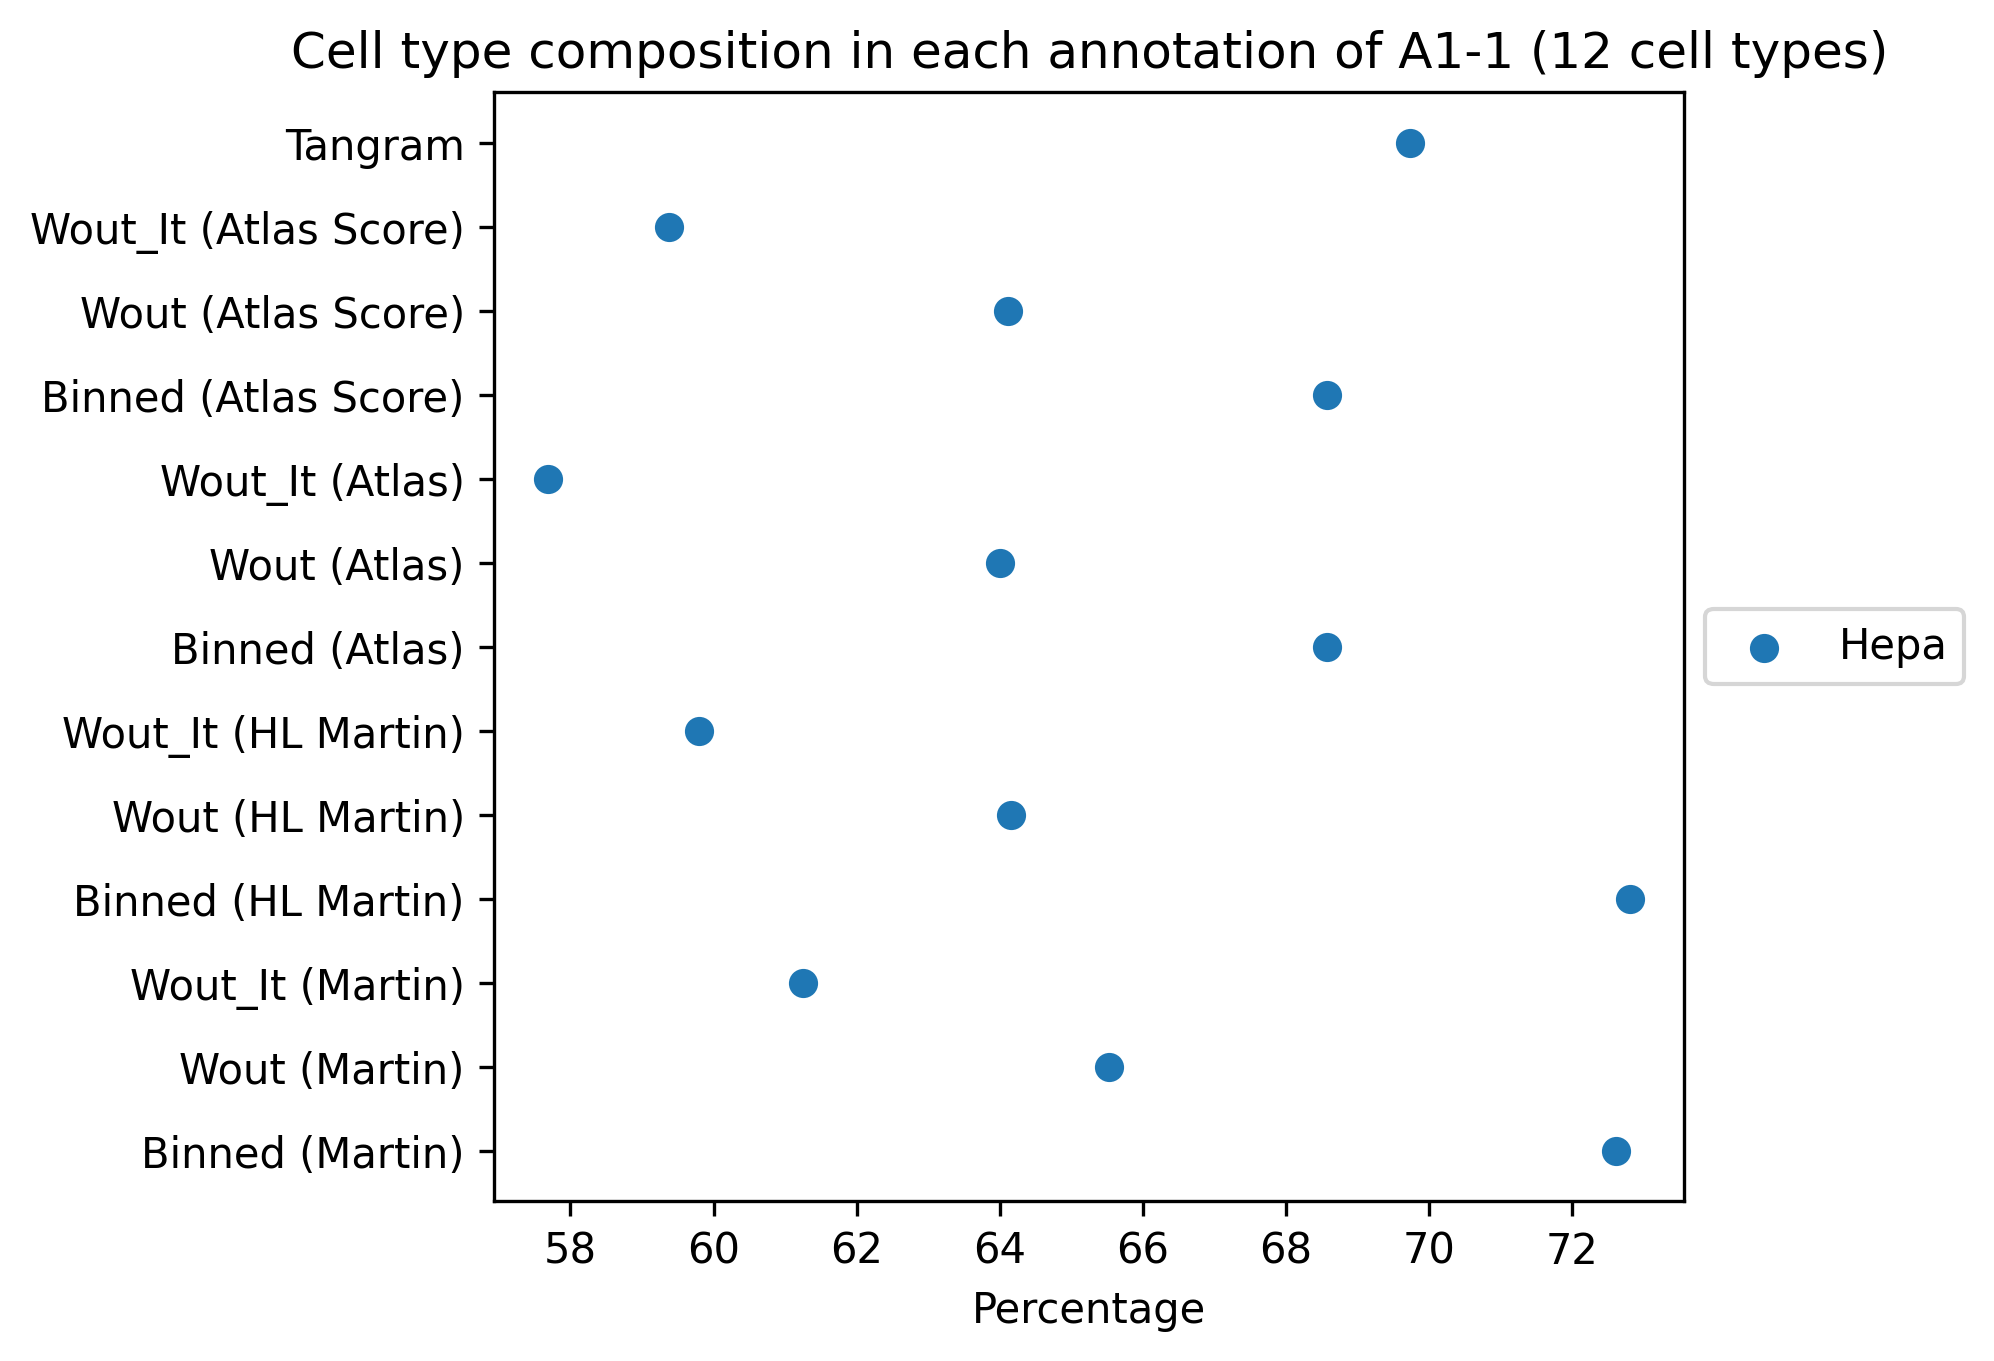 Cell type composition in each annotation of A1-1 (12 cell types)
Tangram
Wout_It (Atlas Score)
Wout (Atlas Score)
Binned (Atlas Score)
Wout_It (Atlas)
Wout (Atlas)
Binned (Atlas)
Hepa
Wout_It (HL Martin)
Wout (HL Martin)
Binned (HL Martin)
Wout_It (Martin)
Wout (Martin)
Binned (Martin)
58 60 62 64 66 68 70 72
Percentage